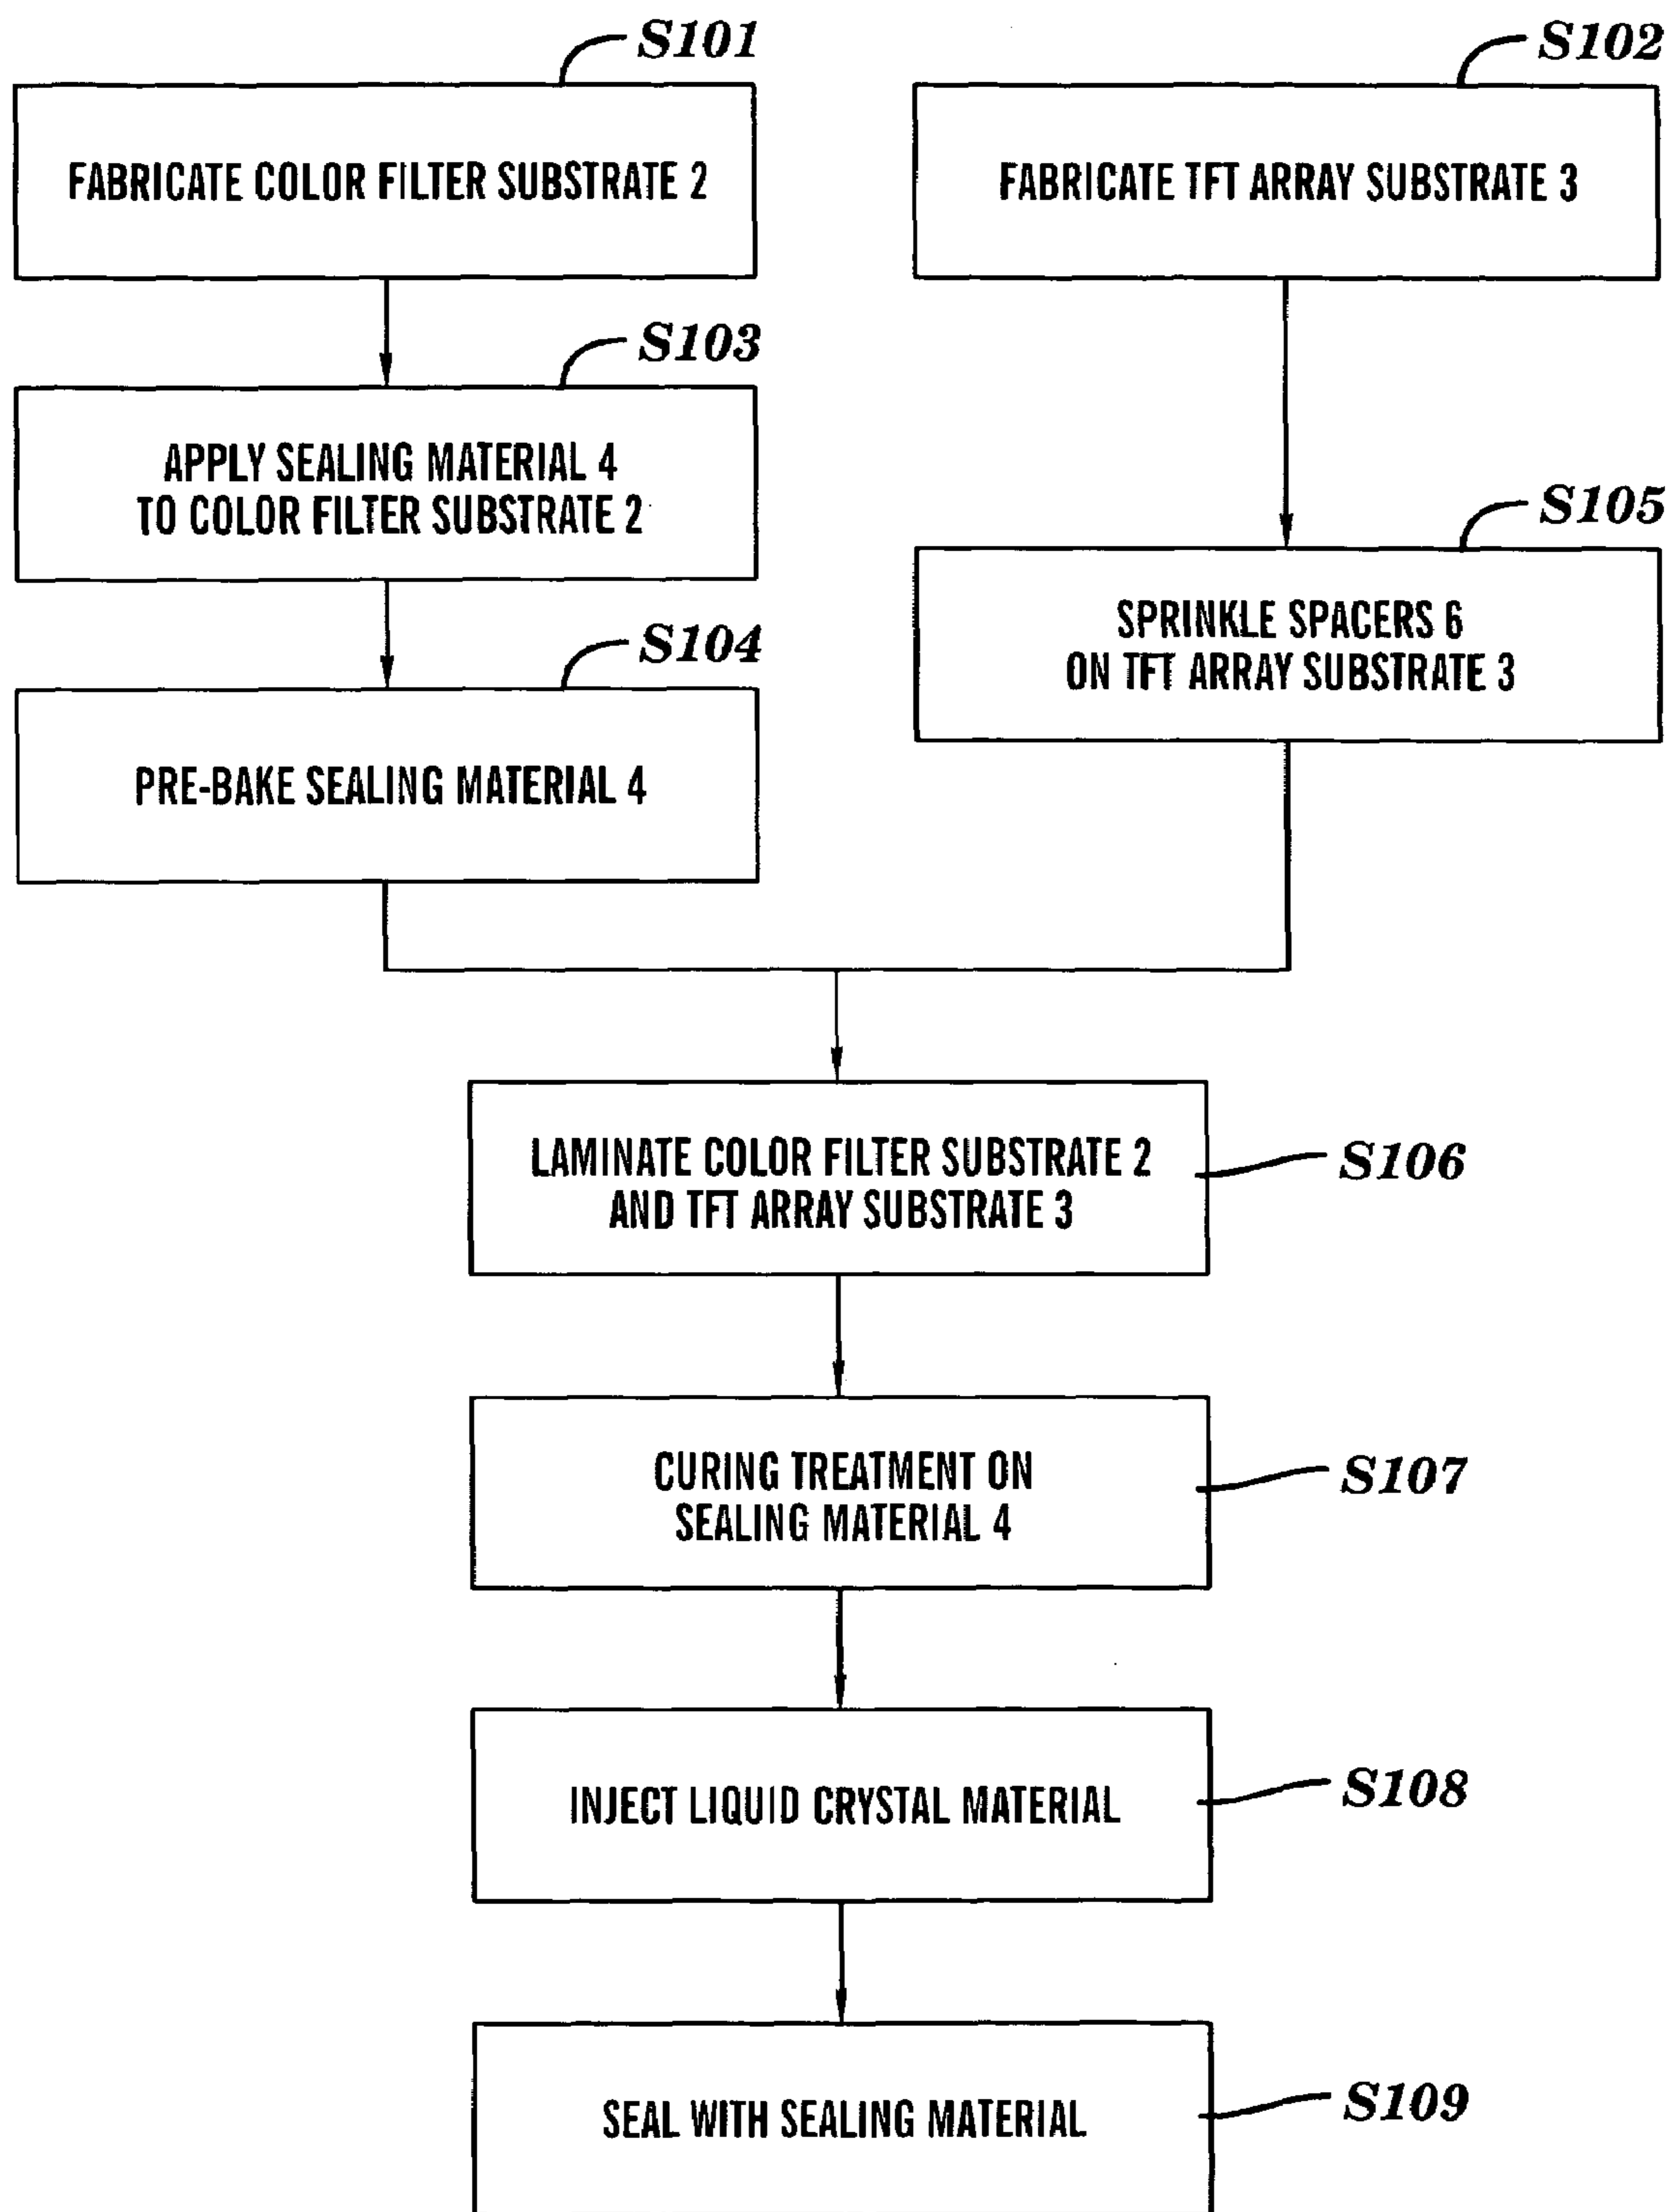 S101
FABRICATE COLOR FILTER SUBSTRATE 2
S102
FABRICATE TFT ARRAY SUBSTRATE 3
S103
APPLY SEALING MATERIAL 4
TO COLOR FILTER SUBSTRATE 2
S104
PRE-BAKE SEALING MATERIAL 4
S105
SPRINKLE SPACERS 6
ON TFT ARRAY SUBSTRATE 3
LAMINATE COLOR FILTER SUBSTRATE 2
AND TFT ARRAY SUBSTRATE 3
S106
CURING TREATMENT ON
SEALING MATERIAL 4
S107
INJECT LIQUID CRYSTAL MATERIAL
S108
SEAL WITH SEALING MATERIAL
S109